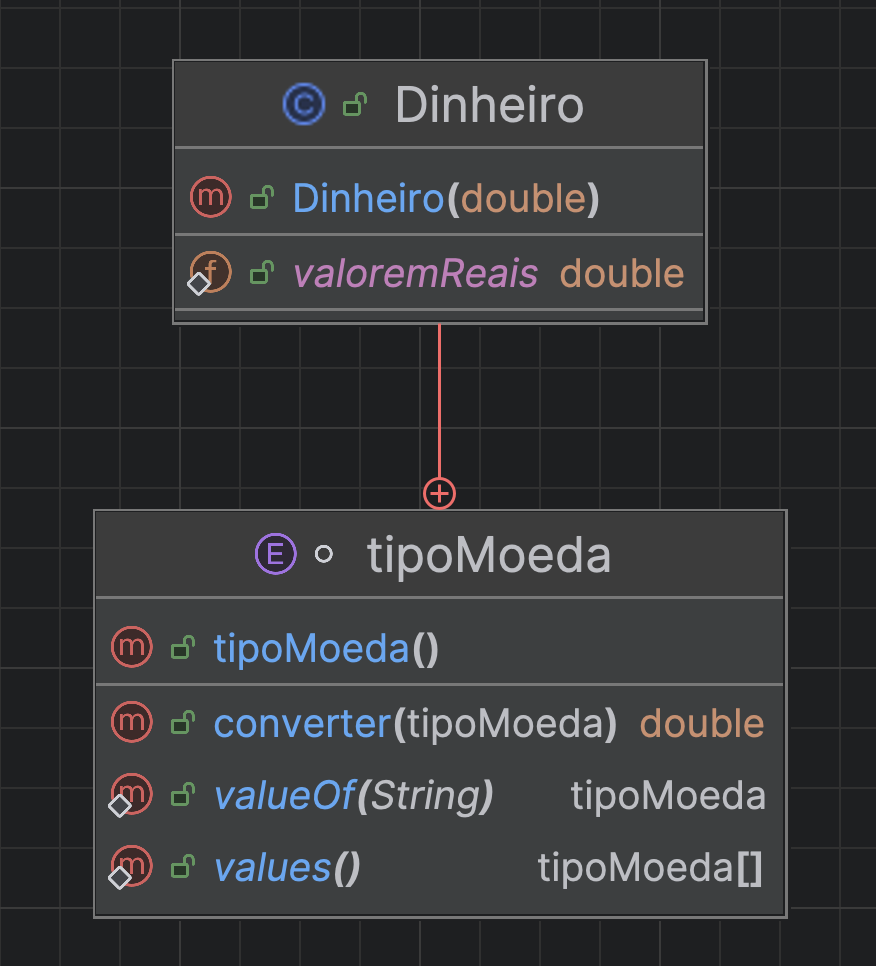 C Dinheiro
m Dinheiro(double)
f valoremReais double
E tipoMoeda
m tipoMoeda()
m converter(tipoMoeda) double
m valueOf(String) tipoMoeda
m values() tipoMoeda[]